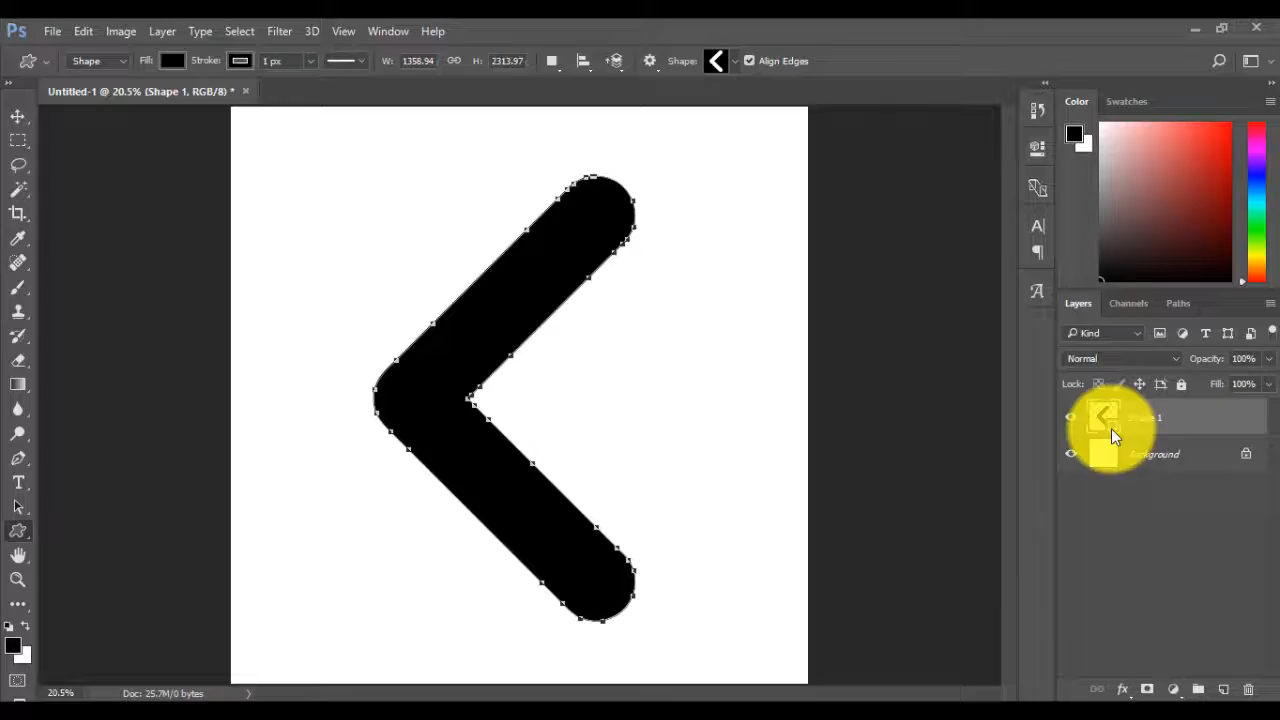 Ps File Edit Image Layer Type Select Filter 3D View Window Help
Shape Fill: Stroke: 1 px W: 1358.94 H: 2313.97 Shape: Align Edges
Untitled-1 @ 20.5% (Shape 1, RGB/8) * ×
Color Swatches
Layers Channels Paths
Kind
Normal Opacity: 100%
Lock: Fill: 100%
Background
20.5% Doc: 25.7M/0 bytes